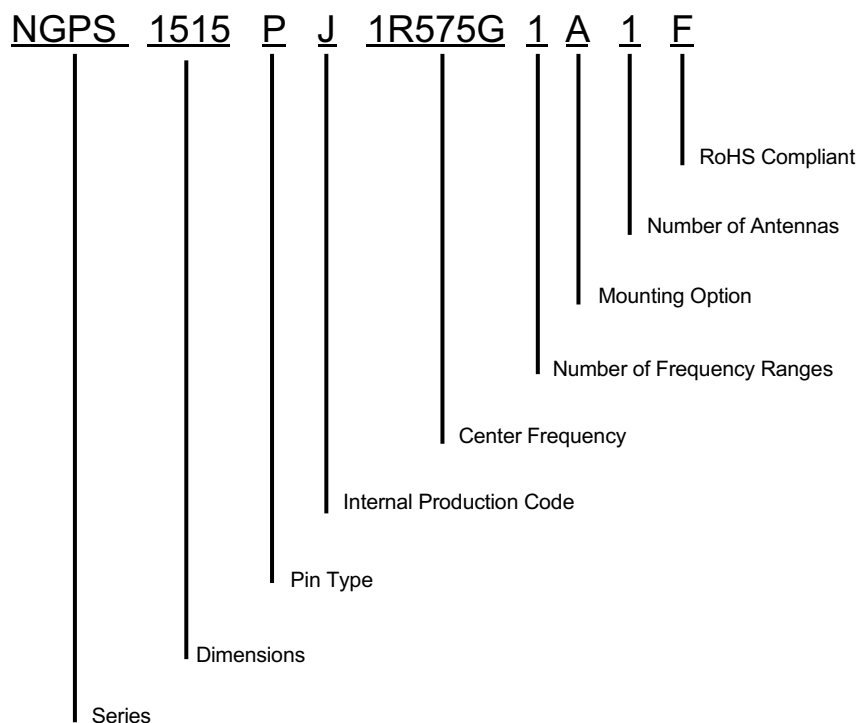 NGPS 1515 P J 1R575G 1 A 1 F
RoHS Compliant
Number of Antennas
Mounting Option
Number of Frequency Ranges
Center Frequency
Internal Production Code
Pin Type
Dimensions
Series